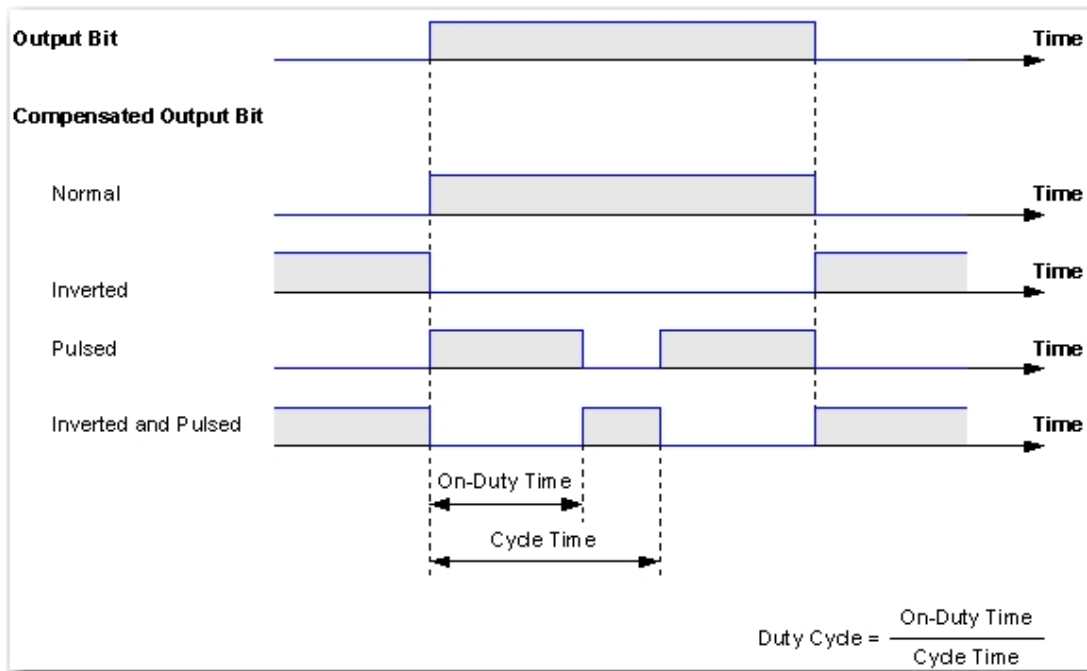 Output Bit
Time
Compensated Output Bit
Normal
Time
Inverted
Time
Pulsed
Time
Inverted and Pulsed
Time
On-Duty Time
Cycle Time
Duty Cycle = On-Duty Time
Cycle Time